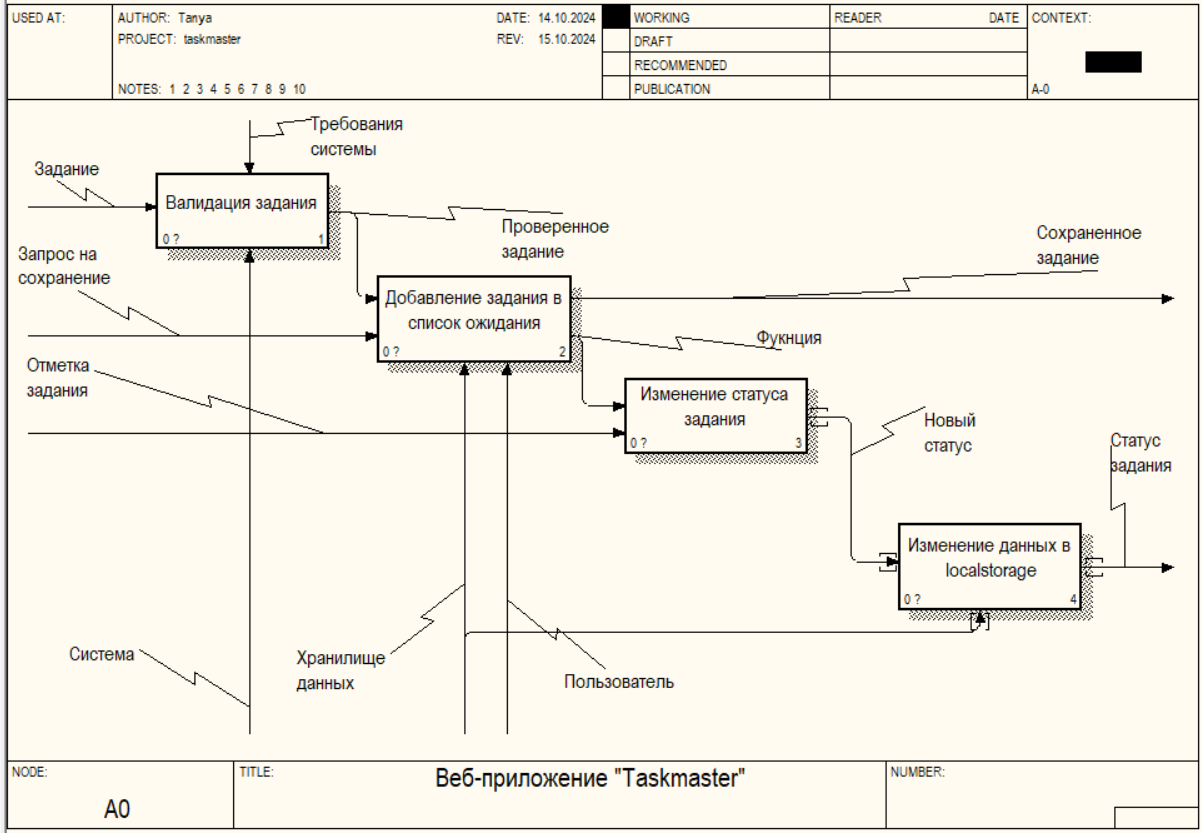 USED AT:
AUTHOR: Tanya
DATE: 14.10.2024
PROJECT: taskmaster
REV: 15.10.2024
NOTES: 1 2 3 4 5 6 7 8 9 10
WORKING
DRAFT
RECOMMENDED
PUBLICATION
READER
DATE
CONTEXT:
A-0
Требования
системы
Задание
Валидация задания
0 ?
1
Проверенное
задание
Запрос на
сохранение
Сохраненное
задание
Добавление задания в
список ожидания
0 ?
2
Фукнция
Отметка
задания
Изменение статуса
задания
0 ?
3
Новый
статус
Статус
задания
Изменение данных в
localstorage
0 ?
4
Система
Хранилище
данных
Пользователь
NODE:
A0
TITLE:
Веб-приложение "Taskmaster"
NUMBER: